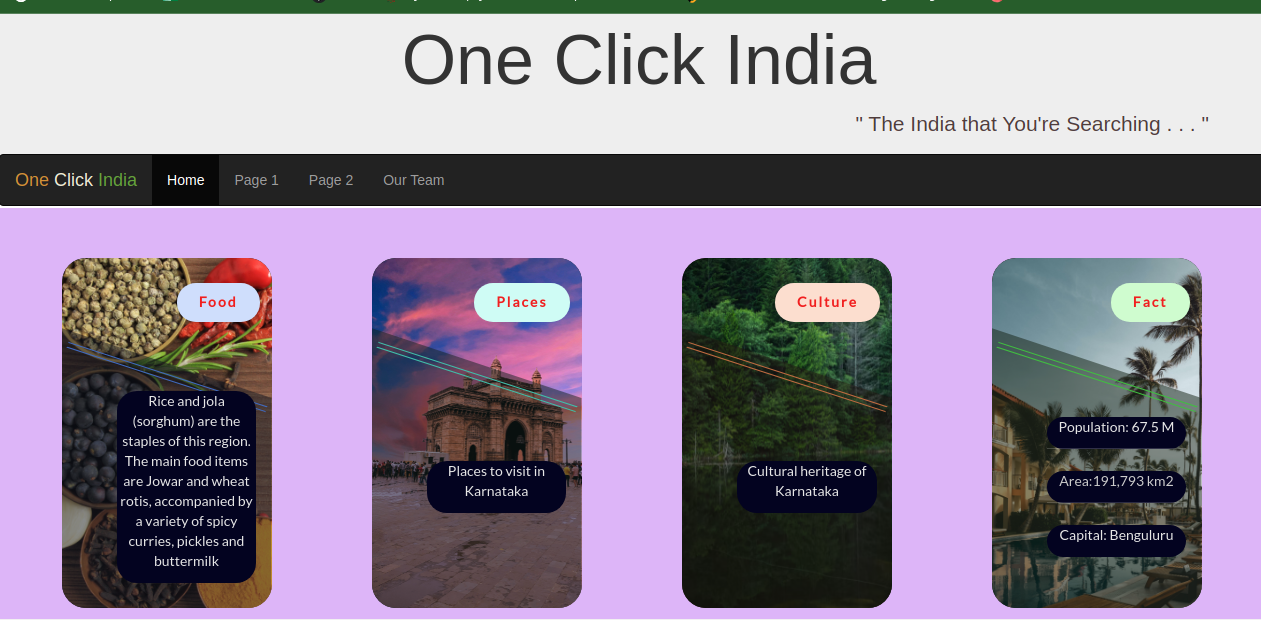 One Click India
" The India that You're Searching . . . "
One Click India Home Page 1 Page 2 Our Team
Food
Rice and jola
(sorghum) are the
staples of this region.
The main food items
are Jowar and wheat
rotis, accompanied by
a variety of spicy
curries, pickles and
buttermilk
Places
Places to visit in
Karnataka
Culture
Cultural heritage of
Karnataka
Fact
Population: 67.5 M
Area:191,793 km2
Capital: Benguluru